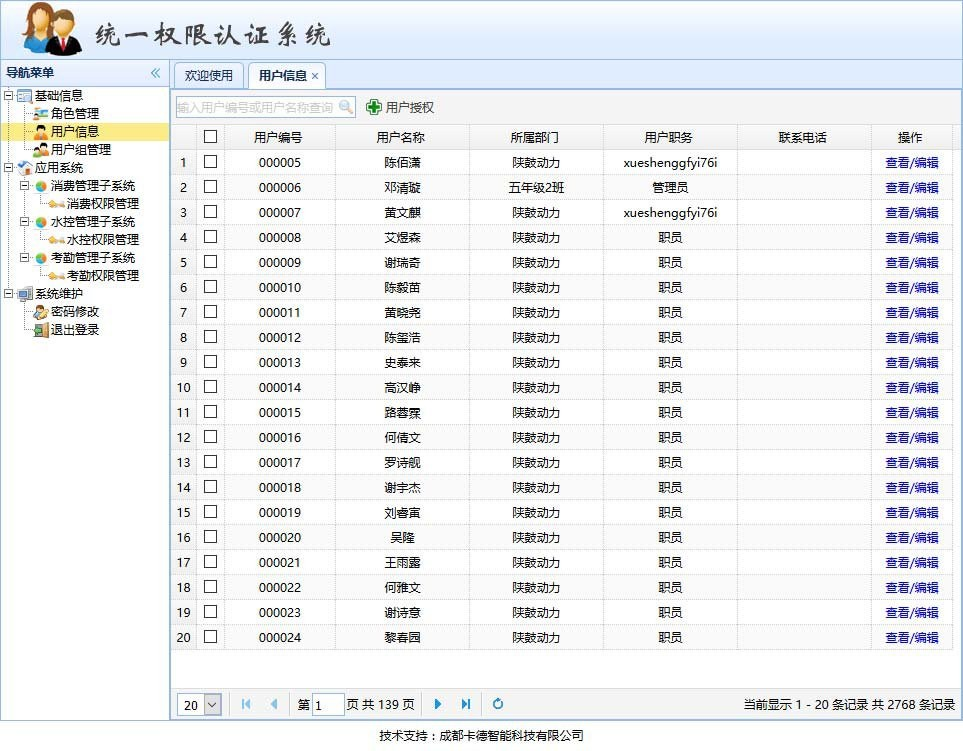 统一权限认证系统
导航菜单
基础信息
角色管理
用户信息
用户组管理
应用系统
消费管理子系统
消费权限管理
水控管理子系统
水控权限管理
考勤管理子系统
考勤权限管理
系统维护
密码修改
退出登录
欢迎使用 用户信息
输入用户编号或用户名称查询 用户授权
用户编号 用户名称 所属部门 用户职务 联系电话 操作
1 000005 陈佰潇 陕鼓动力 xueshenggfyi76i 查看/编辑
2 000006 邓清璇 五年级2班 管理员 查看/编辑
3 000007 黄文麒 陕鼓动力 xueshenggfyi76i 查看/编辑
4 000008 艾煜森 陕鼓动力 职员 查看/编辑
5 000009 谢瑞奇 陕鼓动力 职员 查看/编辑
6 000010 陈毅苗 陕鼓动力 职员 查看/编辑
7 000011 黄晓尧 陕鼓动力 职员 查看/编辑
8 000012 陈玺浩 陕鼓动力 职员 查看/编辑
9 000013 史泰来 陕鼓动力 职员 查看/编辑
10 000014 高汉峥 陕鼓动力 职员 查看/编辑
11 000015 路蓉霖 陕鼓动力 职员 查看/编辑
12 000016 何倩文 陕鼓动力 职员 查看/编辑
13 000017 罗诗舰 陕鼓动力 职员 查看/编辑
14 000018 谢宇杰 陕鼓动力 职员 查看/编辑
15 000019 刘睿寅 陕鼓动力 职员 查看/编辑
16 000020 吴隆 陕鼓动力 职员 查看/编辑
17 000021 王雨露 陕鼓动力 职员 查看/编辑
18 000022 何雅文 陕鼓动力 职员 查看/编辑
19 000023 谢诗意 陕鼓动力 职员 查看/编辑
20 000024 黎春园 陕鼓动力 职员 查看/编辑
20 第 1 页 共 139 页 当前显示 1 - 20 条记录 共 2768 条记录
技术支持：成都卡德智能科技有限公司